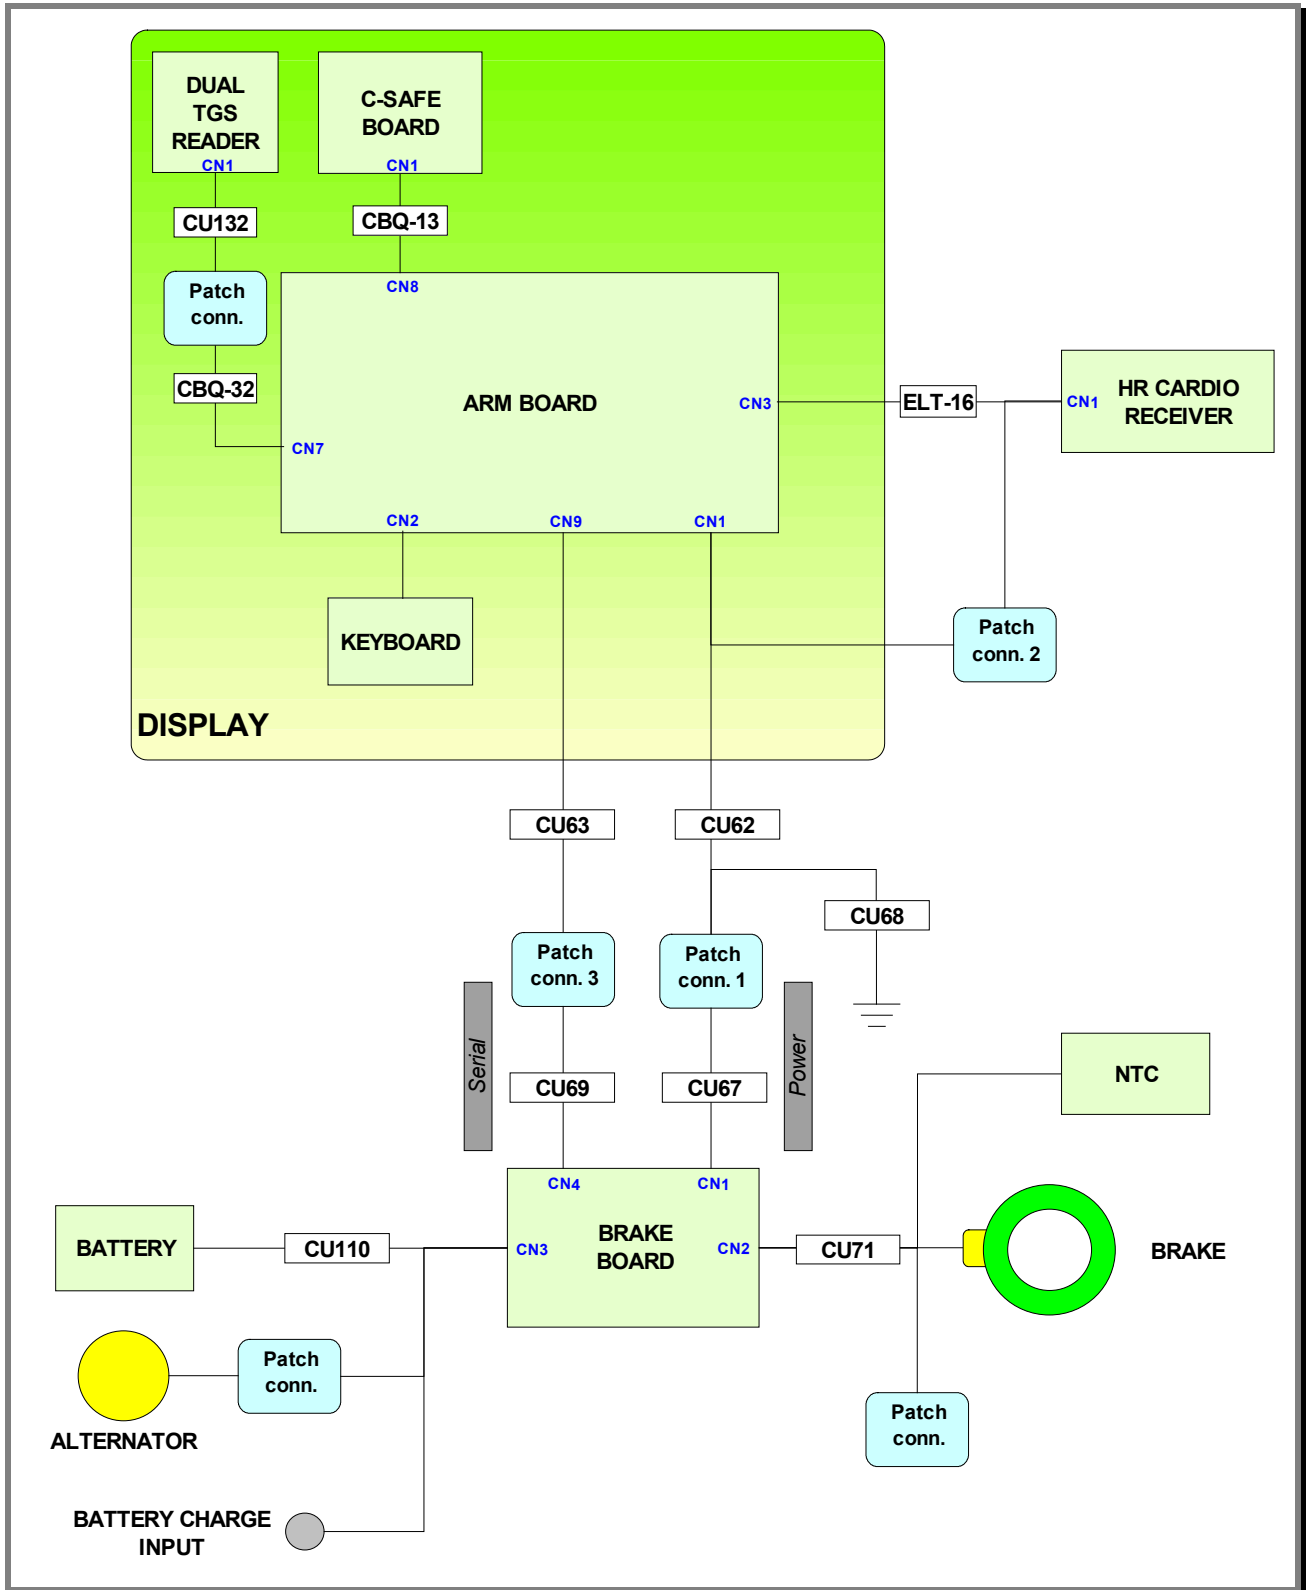 DUAL
TGS
READER
CN1
C-SAFE
BOARD
CN1
CU132
CBQ-13
Patch
conn.
CN8
CBQ-32
CN7
ARM BOARD
CN3
ELT-16
CN1
HR CARDIO
RECEIVER
CN2
CN9
CN1
KEYBOARD
Patch
conn. 2
DISPLAY
CU63
CU62
CU68
Patch
conn. 3
Patch
conn. 1
Serial
Power
CU69
CU67
NTC
CN4
CN1
BATTERY
CU110
CN3
BRAKE
BOARD
CN2
CU71
BRAKE
Patch
conn.
ALTERNATOR
Patch
conn.
BATTERY CHARGE
INPUT